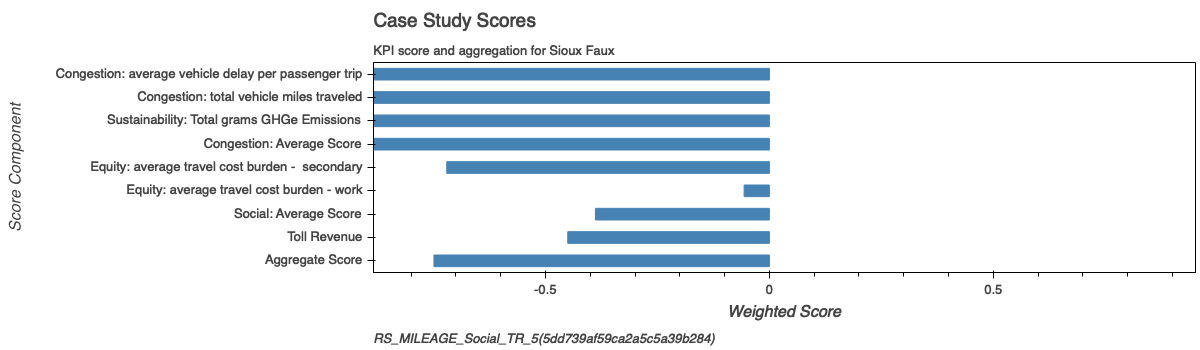 Case Study Scores
KPI score and aggregation for Sioux Faux
Score Component
Congestion: average vehicle delay per passenger trip
Congestion: total vehicle miles traveled
Sustainability: Total grams GHGe Emissions
Congestion: Average Score
Equity: average travel cost burden -  secondary
Equity: average travel cost burden - work
Social: Average Score
Toll Revenue
Aggregate Score
-0.5 0 0.5
Weighted Score
RS_MILEAGE_Social_TR_5(5dd739af59ca2a5c5a39b284)